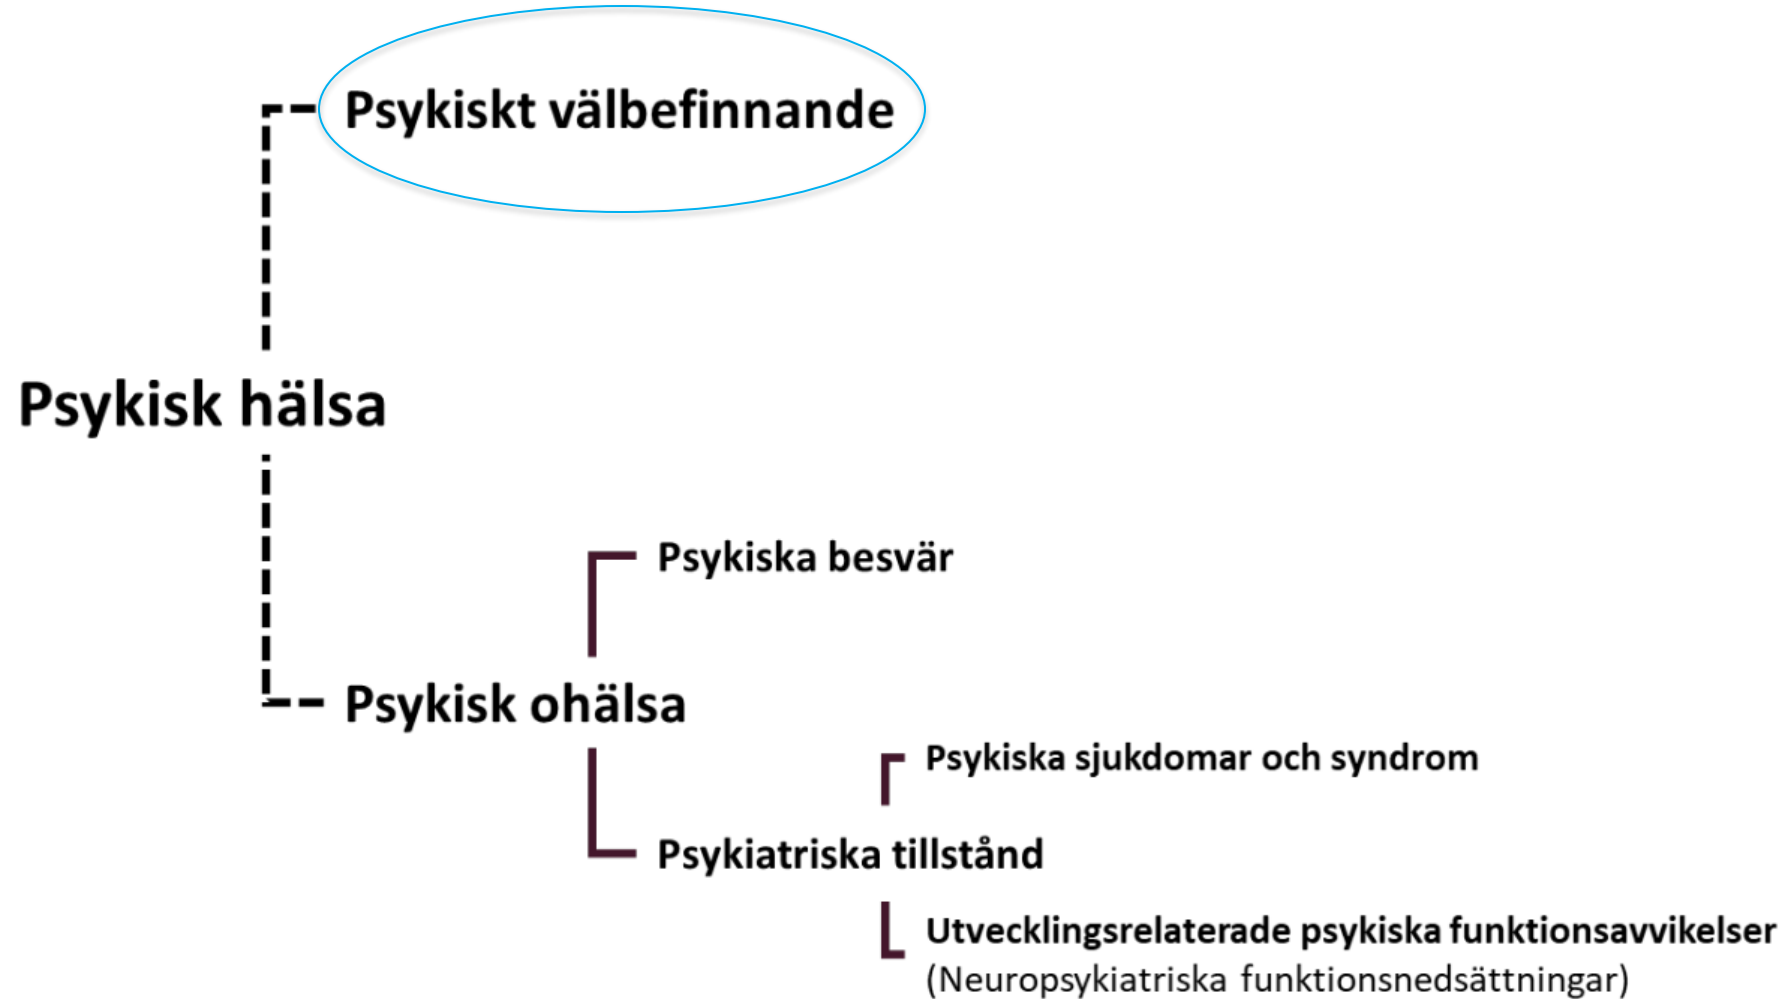 Psykiskt välbefinnande
Psykisk hälsa
Psykiska besvär
Psykisk ohälsa
Psykiska sjukdomar och syndrom
Psykiatriska tillstånd
Utvecklingsrelaterade psykiska funktionsavvikelser
(Neuropsykiatriska funktionsnedsättningar)